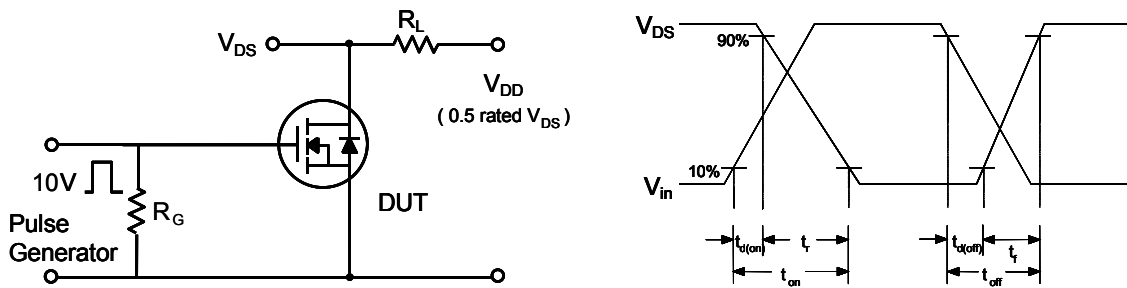 R_L
V_DS
V_DD
( 0.5 rated V_DS )
10V
R_G
DUT
Pulse
Generator
V_DS
90%
V_in
10%
t_d(on)
t_r
t_on
t_d(off)
t_f
t_off